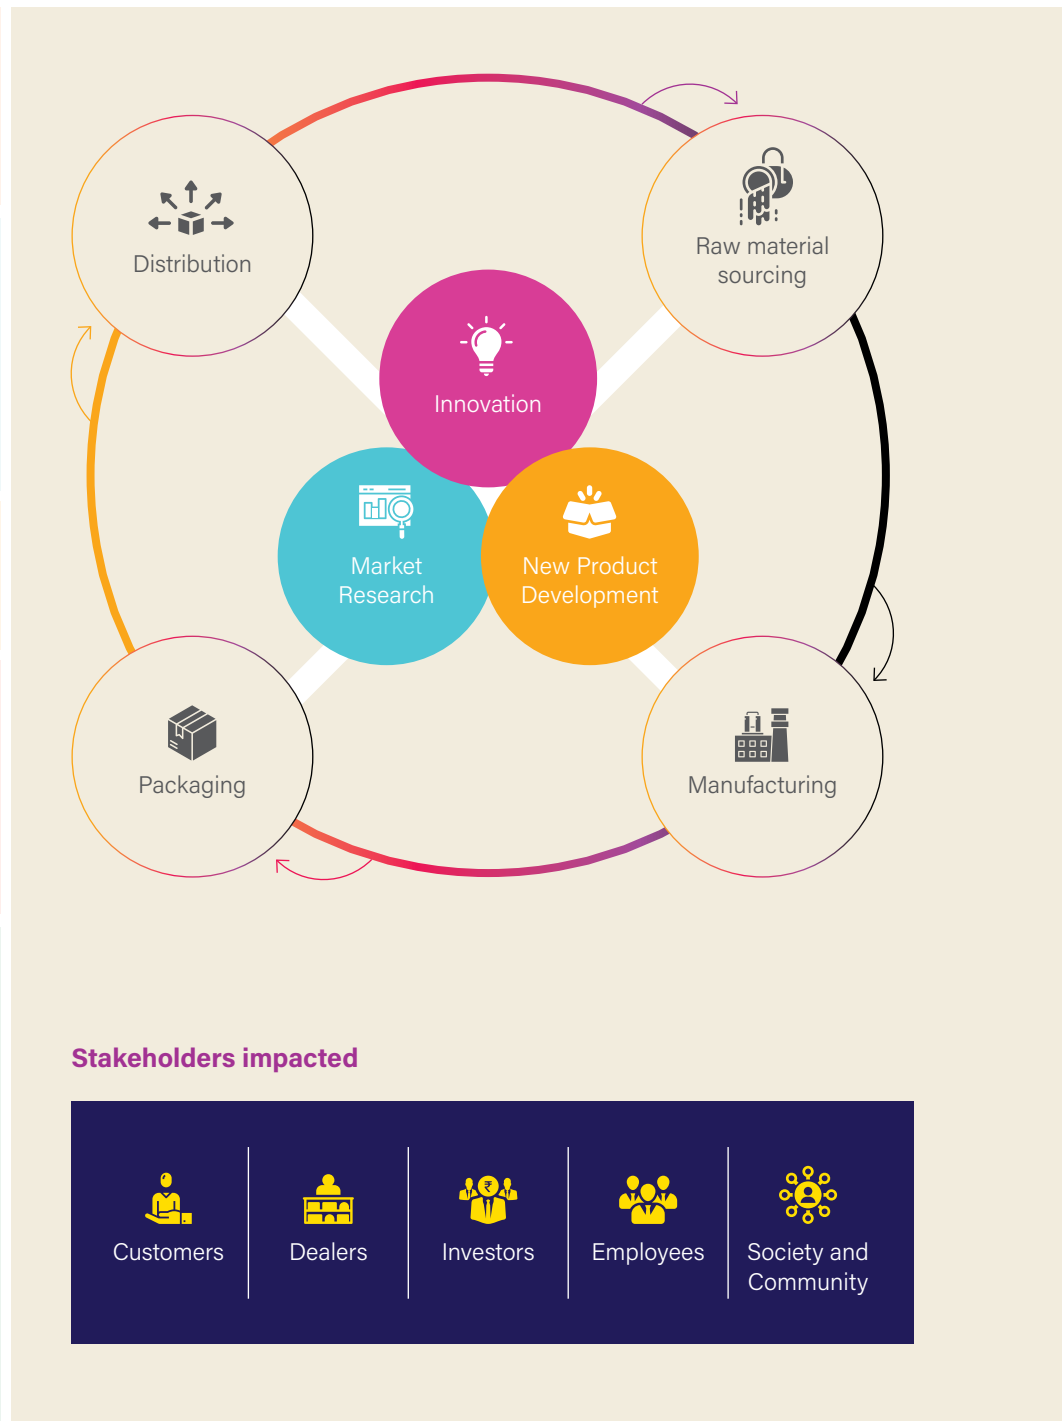 Distribution
Raw material
sourcing
Innovation
Market
Research
New Product
Development
Packaging
Manufacturing
Stakeholders impacted
Customers
Dealers
₹
Investors
Employees
Society and
Community